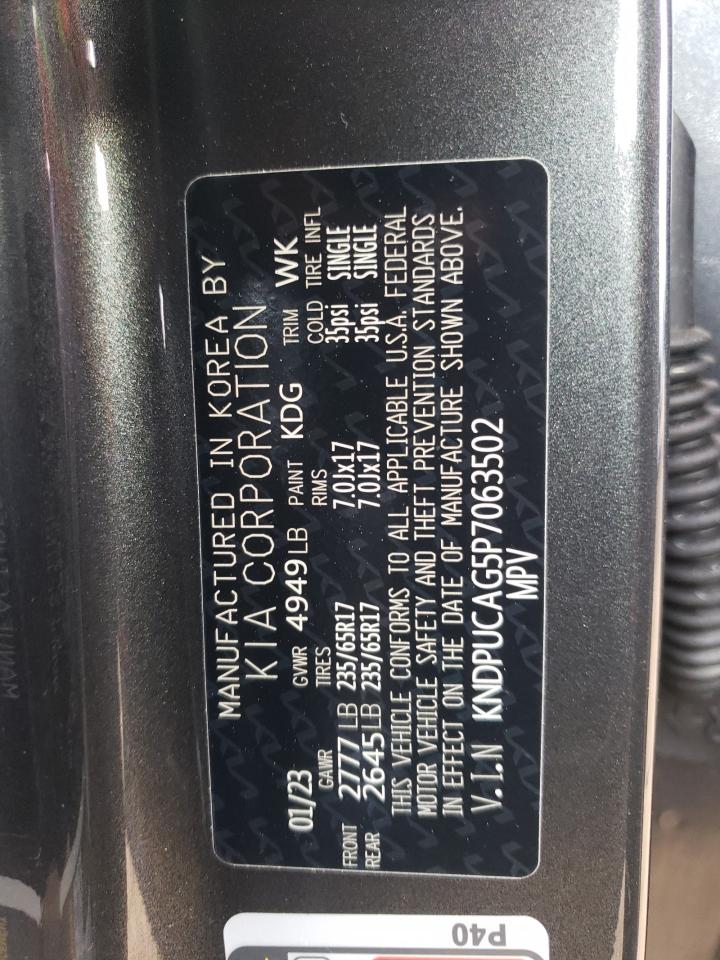 MANUFACTURED IN KOREA BY
KIA CORPORATION
01/23 GVWR 4949LB PAINT KDG TRIM WK
GAWR TIRES RIMS COLD TIRE INFL
FRONT 2777LB 235/65R17 7.0Jx17 35psi SINGLE
REAR 2645LB 235/65R17 7.0Jx17 35psi SINGLE
THIS VEHICLE CONFORMS TO ALL APPLICABLE U.S.A. FEDERAL
MOTOR VEHICLE SAFETY AND THEFT PREVENTION STANDARDS
IN EFFECT ON THE DATE OF MANUFACTURE SHOWN ABOVE.
V.I.N KNDPUCAG5P7063502
MPV
P40